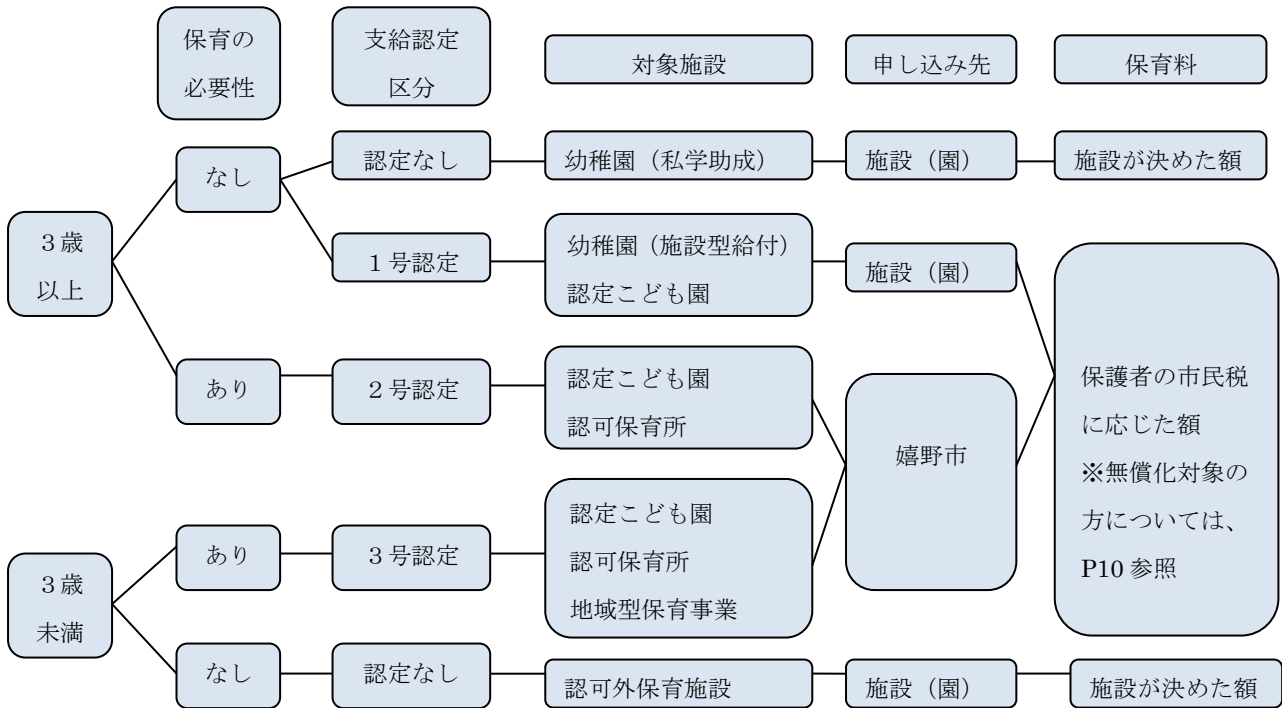 保育の
必要性
支給認定
区分
対象施設
申し込み先
保育料
３歳
以上
なし
認定なし
幼稚園（私学助成）
施設（園）
施設が決めた額
１号認定
幼稚園（施設型給付）
認定こども園
施設（園）
あり
２号認定
認定こども園
認可保育所
嬉野市
保護者の市民税
に応じた額
※無償化対象の
方については、
P10 参照
３歳
未満
あり
３号認定
認定こども園
認可保育所
地域型保育事業
なし
認定なし
認可外保育施設
施設（園）
施設が決めた額